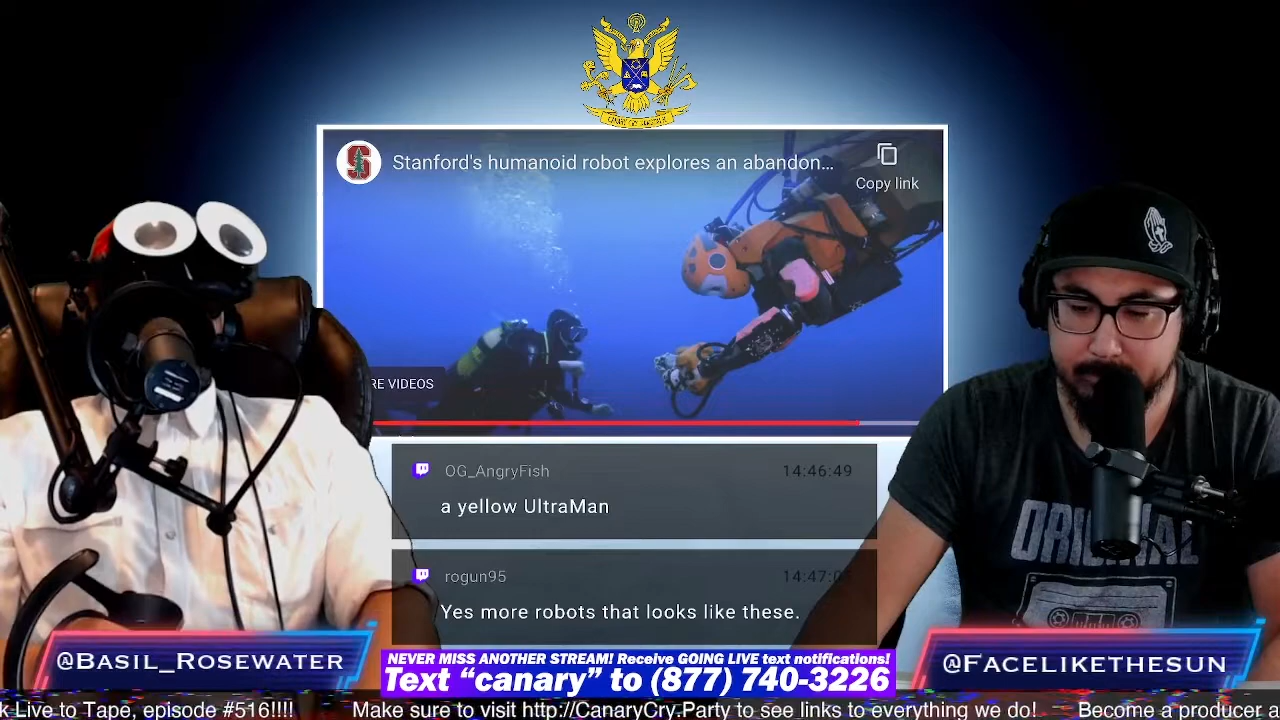 S
Stanford's humanoid robot explores an abandon...
Copy link
RE VIDEOS
OG_AngryFish
14:46:49
a yellow UltraMan
rogun95
14:47:0
Yes more robots that looks like these.
ORIGINAL
@BASIL_ROSEWATER
@FACELIKETHESUN
NEVER MISS ANOTHER STREAM! Receive GOING LIVE text notifications!
Text “canary” to (877) 740-3226
k Live to Tape, episode #516!!!!
Make sure to visit http://CanaryCry.Party to see links to everything we do!
Become a producer a